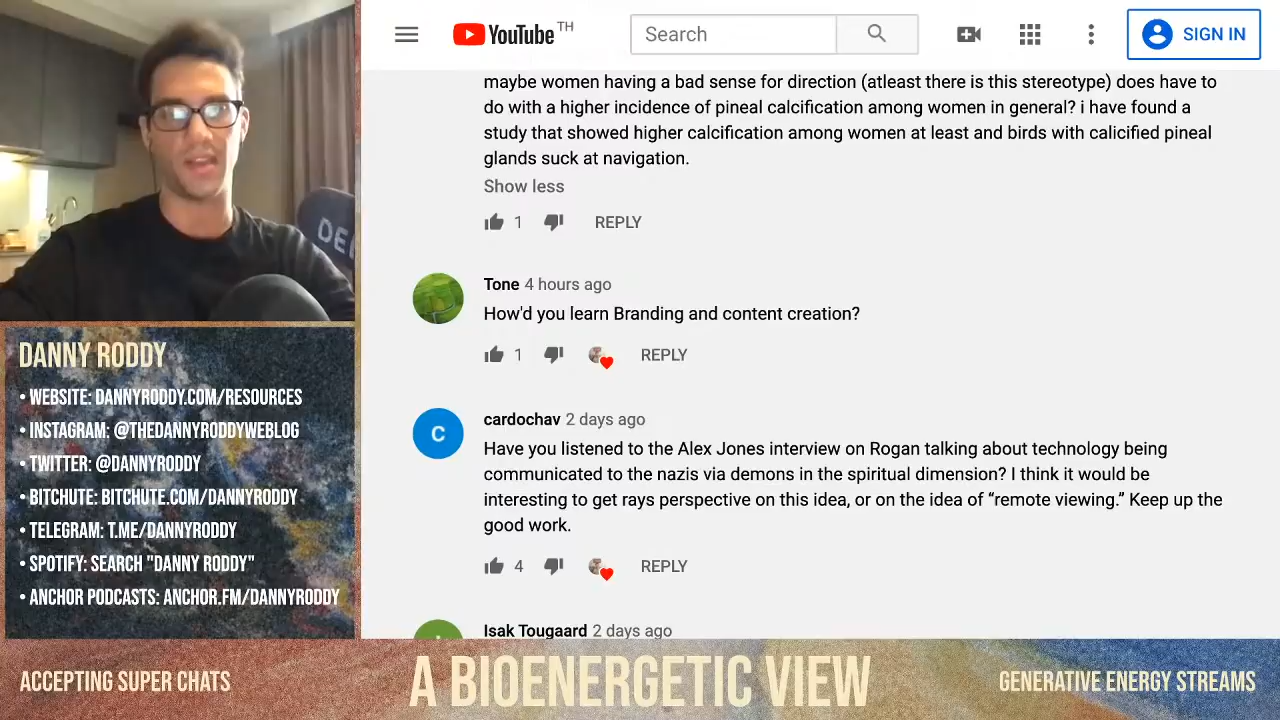 YouTube TH
Search
SIGN IN
maybe women having a bad sense for direction (atleast there is this stereotype) does have to
do with a higher incidence of pineal calcification among women in general? i have found a
study that showed higher calcification among women at least and birds with calicified pineal
glands suck at navigation.
Show less
1 REPLY
Tone 4 hours ago
How'd you learn Branding and content creation?
1 REPLY
C
cardochav 2 days ago
Have you listened to the Alex Jones interview on Rogan talking about technology being
communicated to the nazis via demons in the spiritual dimension? I think it would be
interesting to get rays perspective on this idea, or on the idea of “remote viewing.” Keep up the
good work.
4 REPLY
Isak Tougaard 2 days ago
DANNY RODDY
• WEBSITE: DANNYRODDY.COM/RESOURCES
• INSTAGRAM: @THEDANNYRODDYWEBLOG
• TWITTER: @DANNYRODDY
• BITCHUTE: BITCHUTE.COM/DANNYRODDY
• TELEGRAM: T.ME/DANNYRODDY
• SPOTIFY: SEARCH "DANNY RODDY"
• ANCHOR PODCASTS: ANCHOR.FM/DANNYRODDY
ACCEPTING SUPER CHATS
A BIOENERGETIC VIEW
GENERATIVE ENERGY STREAMS